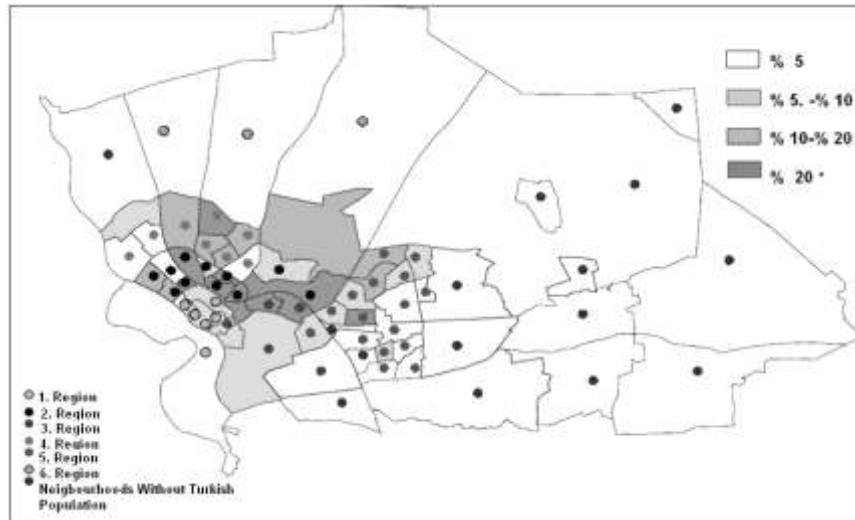 % 5
% 5. -% 10
% 10-% 20
% 20 +
1. Region
2. Region
3. Region
4. Region
5. Region
6. Region
Neigbourhoods Without Turkish
Population